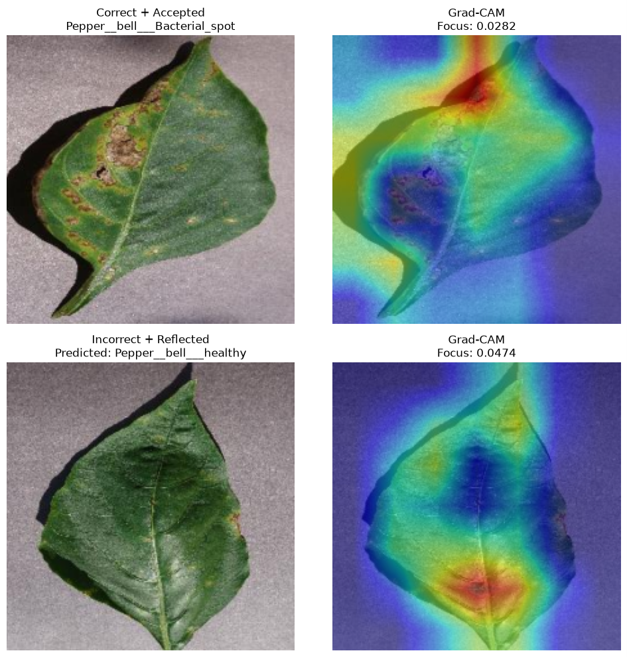 Correct + Accepted
Pepper__bell___Bacterial_spot
Grad-CAM
Focus: 0.0282
Incorrect + Reflected
Predicted: Pepper__bell___healthy
Grad-CAM
Focus: 0.0474